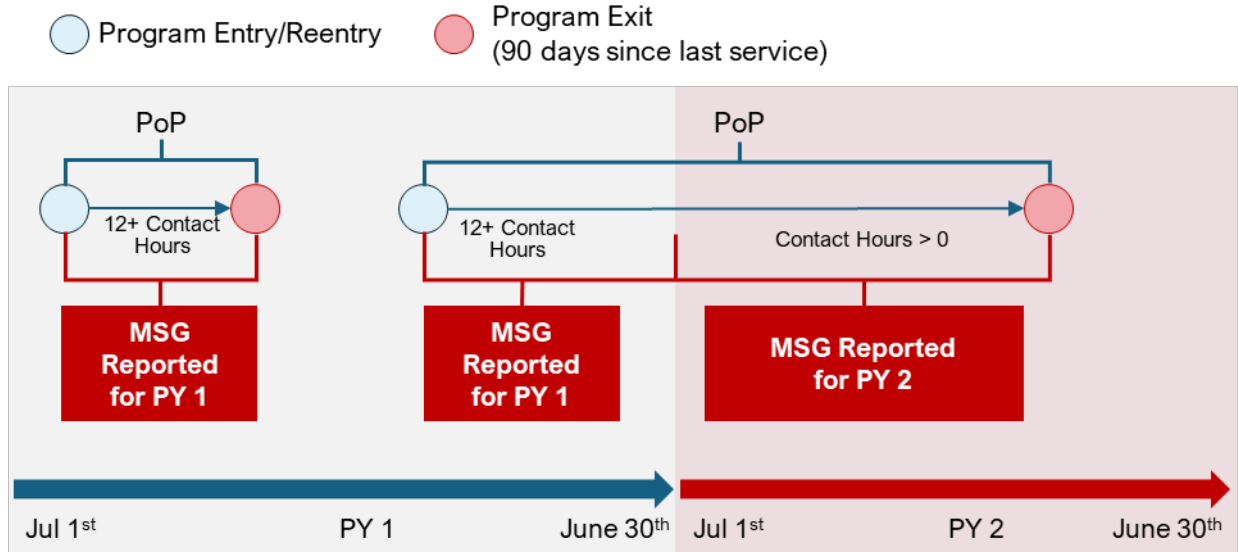 Program Entry/Reentry
Program Exit
(90 days since last service)
PoP
PoP
12+ Contact
Hours
12+ Contact
Hours
Contact Hours > 0
MSG
Reported
for PY 1
MSG
Reported
for PY 1
MSG Reported
for PY 2
Jul 1st
PY 1
June 30th
Jul 1st
PY 2
June 30th